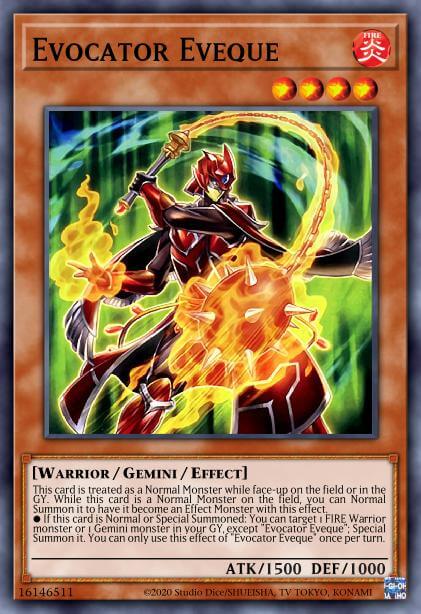 Evocator Eveque
FIRE
炎
[Warrior / Gemini / Effect]
This card is treated as a Normal Monster while face-up on the field or in the
GY. While this card is a Normal Monster on the field, you can Normal
Summon it to have it become an Effect Monster with this effect.
● If this card is Normal or Special Summoned: You can target 1 FIRE Warrior
monster or 1 Gemini monster in your GY, except "Evocator Eveque"; Special
Summon it. You can only use this effect of "Evocator Eveque" once per turn.
ATK/1500 DEF/1000
16146511 ©2020 Studio Dice/SHUEISHA, TV TOKYO, KONAMI